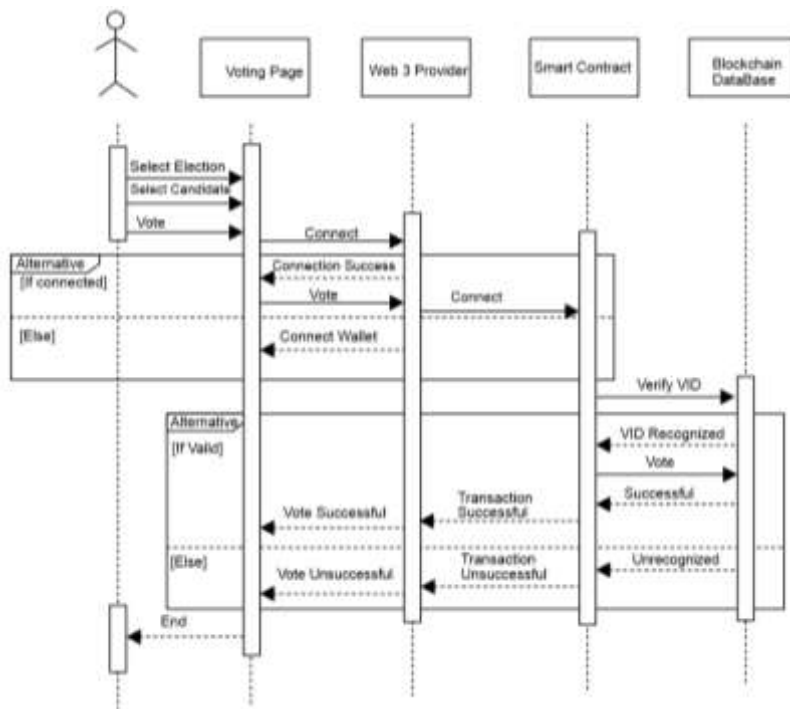 Voting Page
Web 3 Provider
Smart Contract
Blockchain
DataBase
Select Election
Select Candidate
Vote
Connect
Alternative
[If connected]
Connection Success
Vote
Connect
[Else]
Connect Wallet
Verify VID
Alternative
[If Vaild]
VID Recognized
Vote
Successful
Transaction
Successful
Vote Successful
[Else]
Unrecognized
Transaction
Unsuccessful
Vote Unsuccessful
End